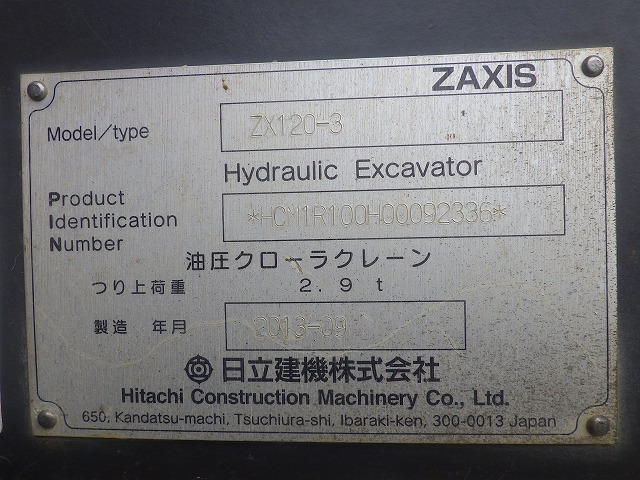 ZAXIS
Model/type ZX120-3
Hydraulic Excavator
Product
Identification
Number
*HCM1R100H00092336*
油圧クローラクレーン
つり上荷重 2.9 t
製造 年月 2013-09
日立建機株式会社
Hitachi Construction Machinery Co., Ltd.
650, Kandatsu-machi, Tsuchiura-shi, Ibaraki-ken, 300-0013 Japan